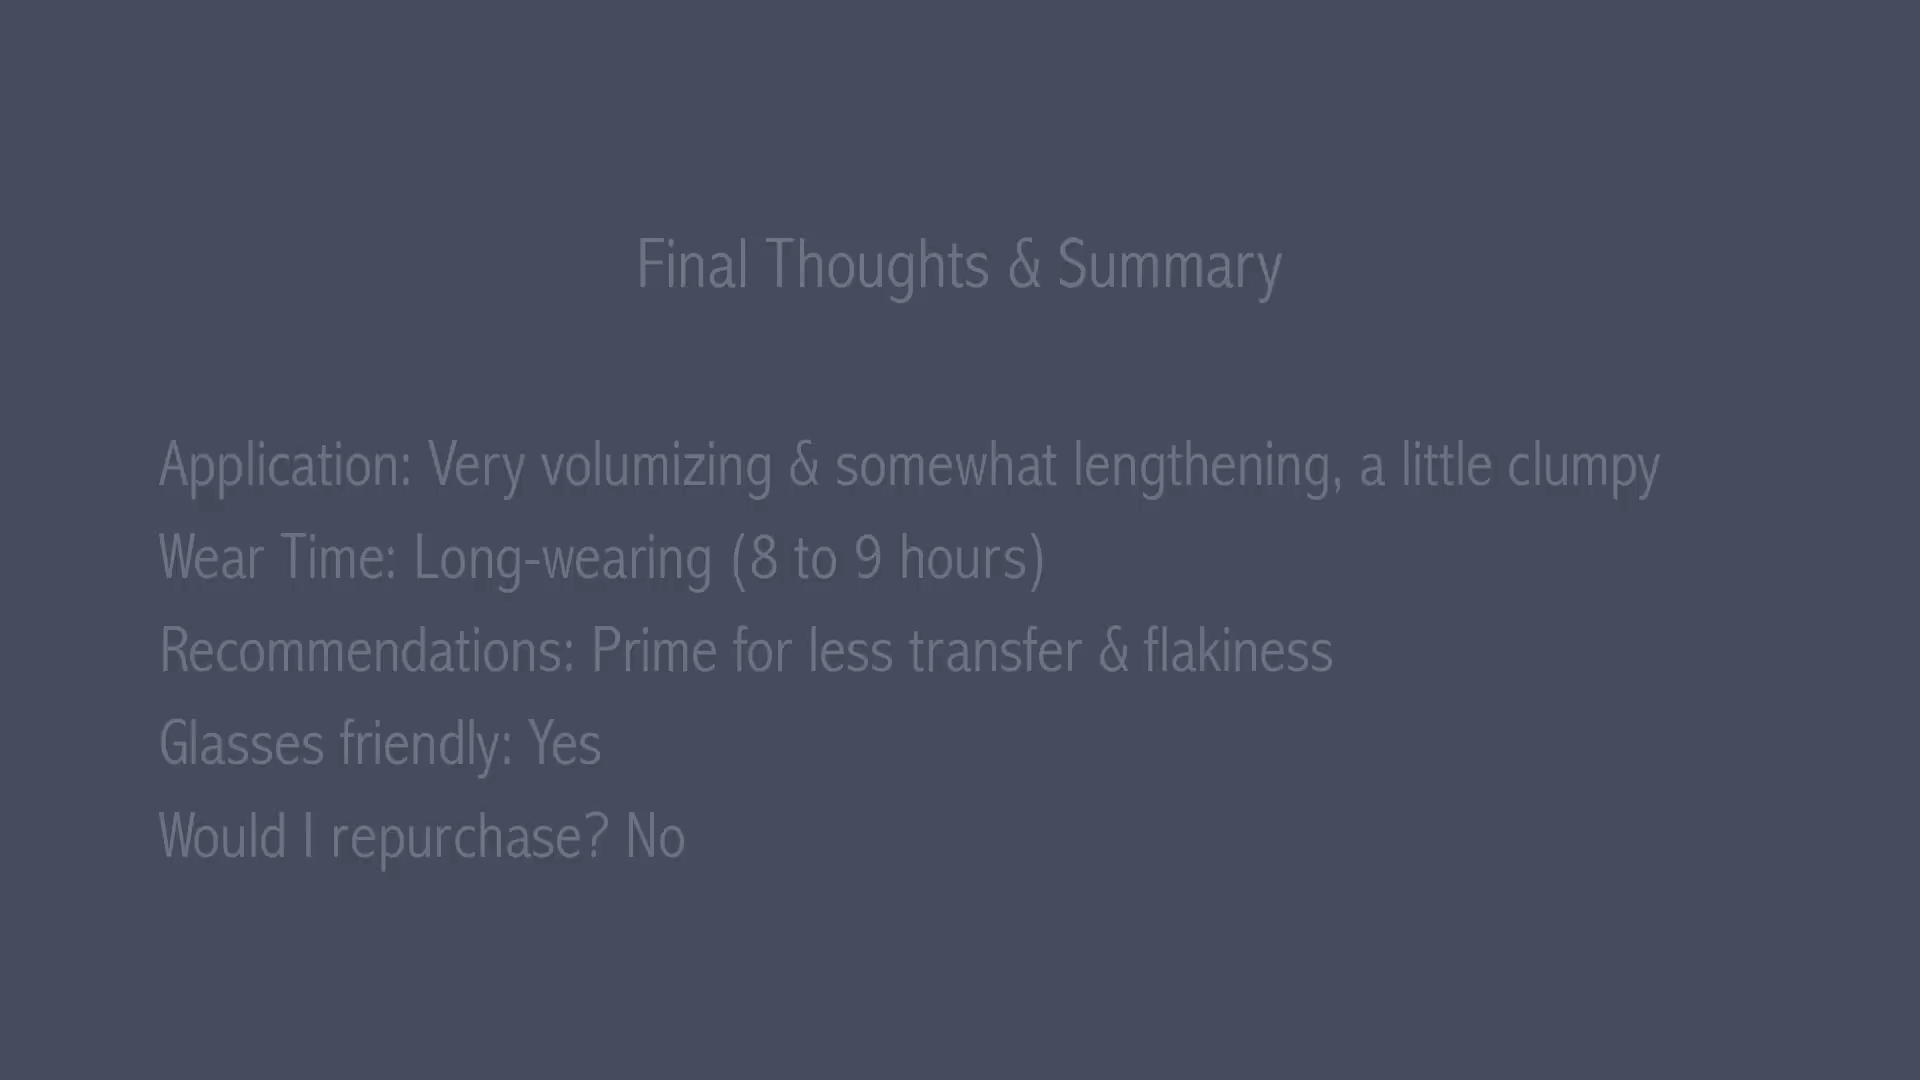 Final Thoughts & Summary
Application: Very volumizing & somewhat lengthening, a little clumpy
Wear Time: Long-wearing (8 to 9 hours)
Recommendations: Prime for less transfer & flakiness
Glasses friendly: Yes
Would I repurchase? No